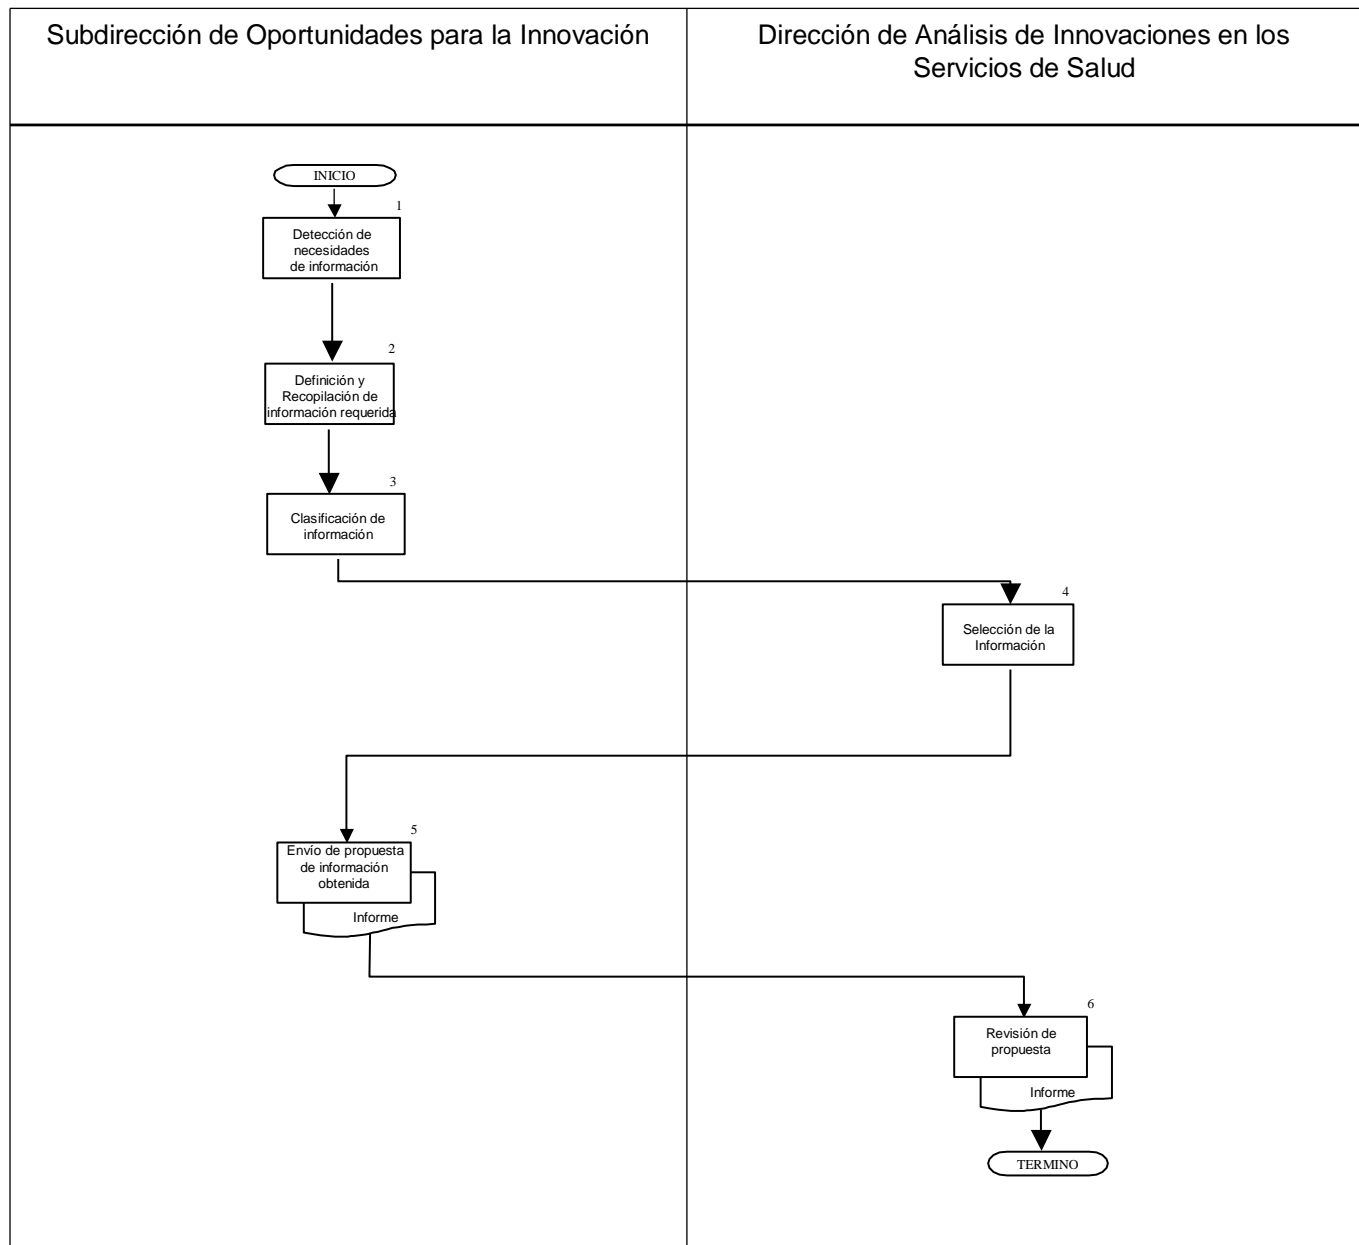 Subdirección de Oportunidades para la Innovación
Dirección de Análisis de Innovaciones en los
Servicios de Salud
INICIO
1
Detección de
necesidades
de información
2
Definición y
Recopilación de
información requerida
3
Clasificación de
información
4
Selección de la
Información
5
Envío de propuesta
de información
obtenida
Informe
6
Revisión de
propuesta
Informe
TERMINO